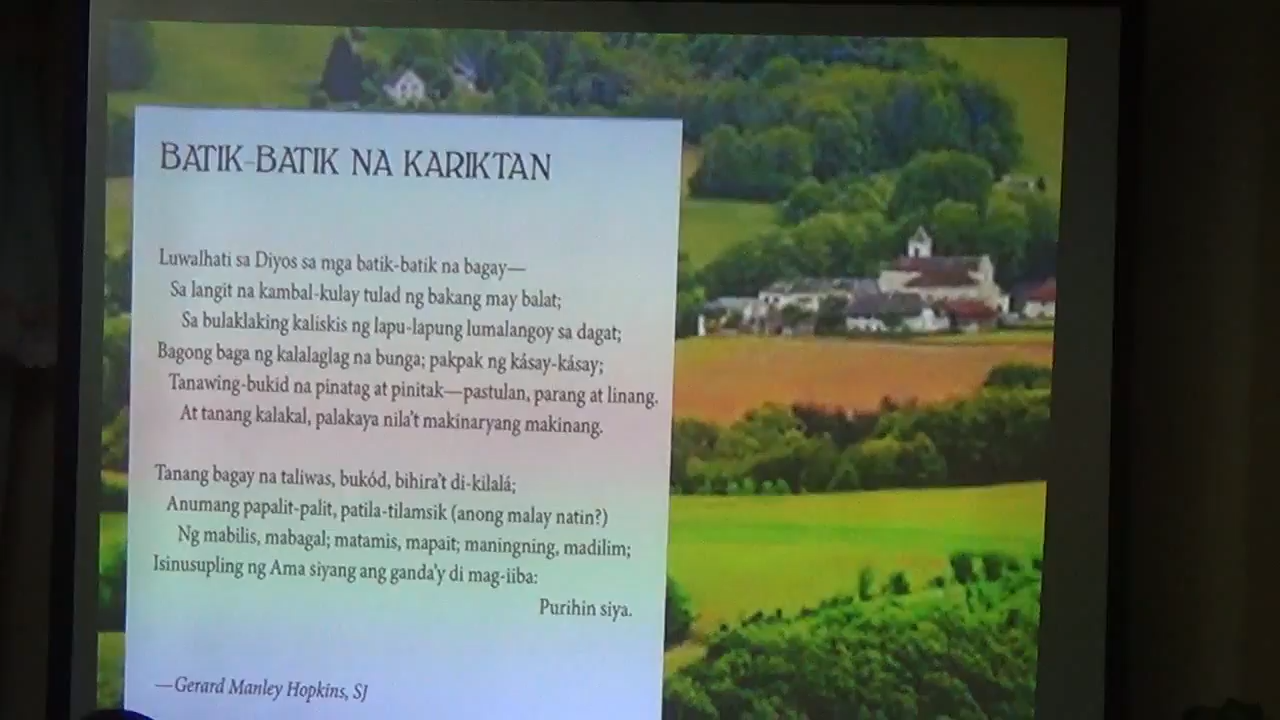 BATIK-BATIK NA KARIKTAN
Luwalhati sa Diyos sa mga batik-batik na bagay—
Sa langit na kambal-kulay tulad ng bakang may balat;
Sa bulaklaking kaliskis ng lapu-lapung lumalangoy sa dagat;
Bagong baga ng kalalaglag na bunga; pakpak ng kásay-kásay;
Tanawing-bukid na pinatag at pinitak—pastulan, parang at linang.
At tanang kalakal, palakaya nila't makinaryang makinang.
Tanang bagay na taliwas, bukód, bihira't di-kilalá;
Anumang papalit-palit, patila-tilamsik (anong malay natin?)
Ng mabilis, mabagal; matamis, mapait; maningning, madilim;
Isinusupling ng Ama siyang ang ganda'y di mag-iiba:
Purihin siya.
—Gerard Manley Hopkins, SJ